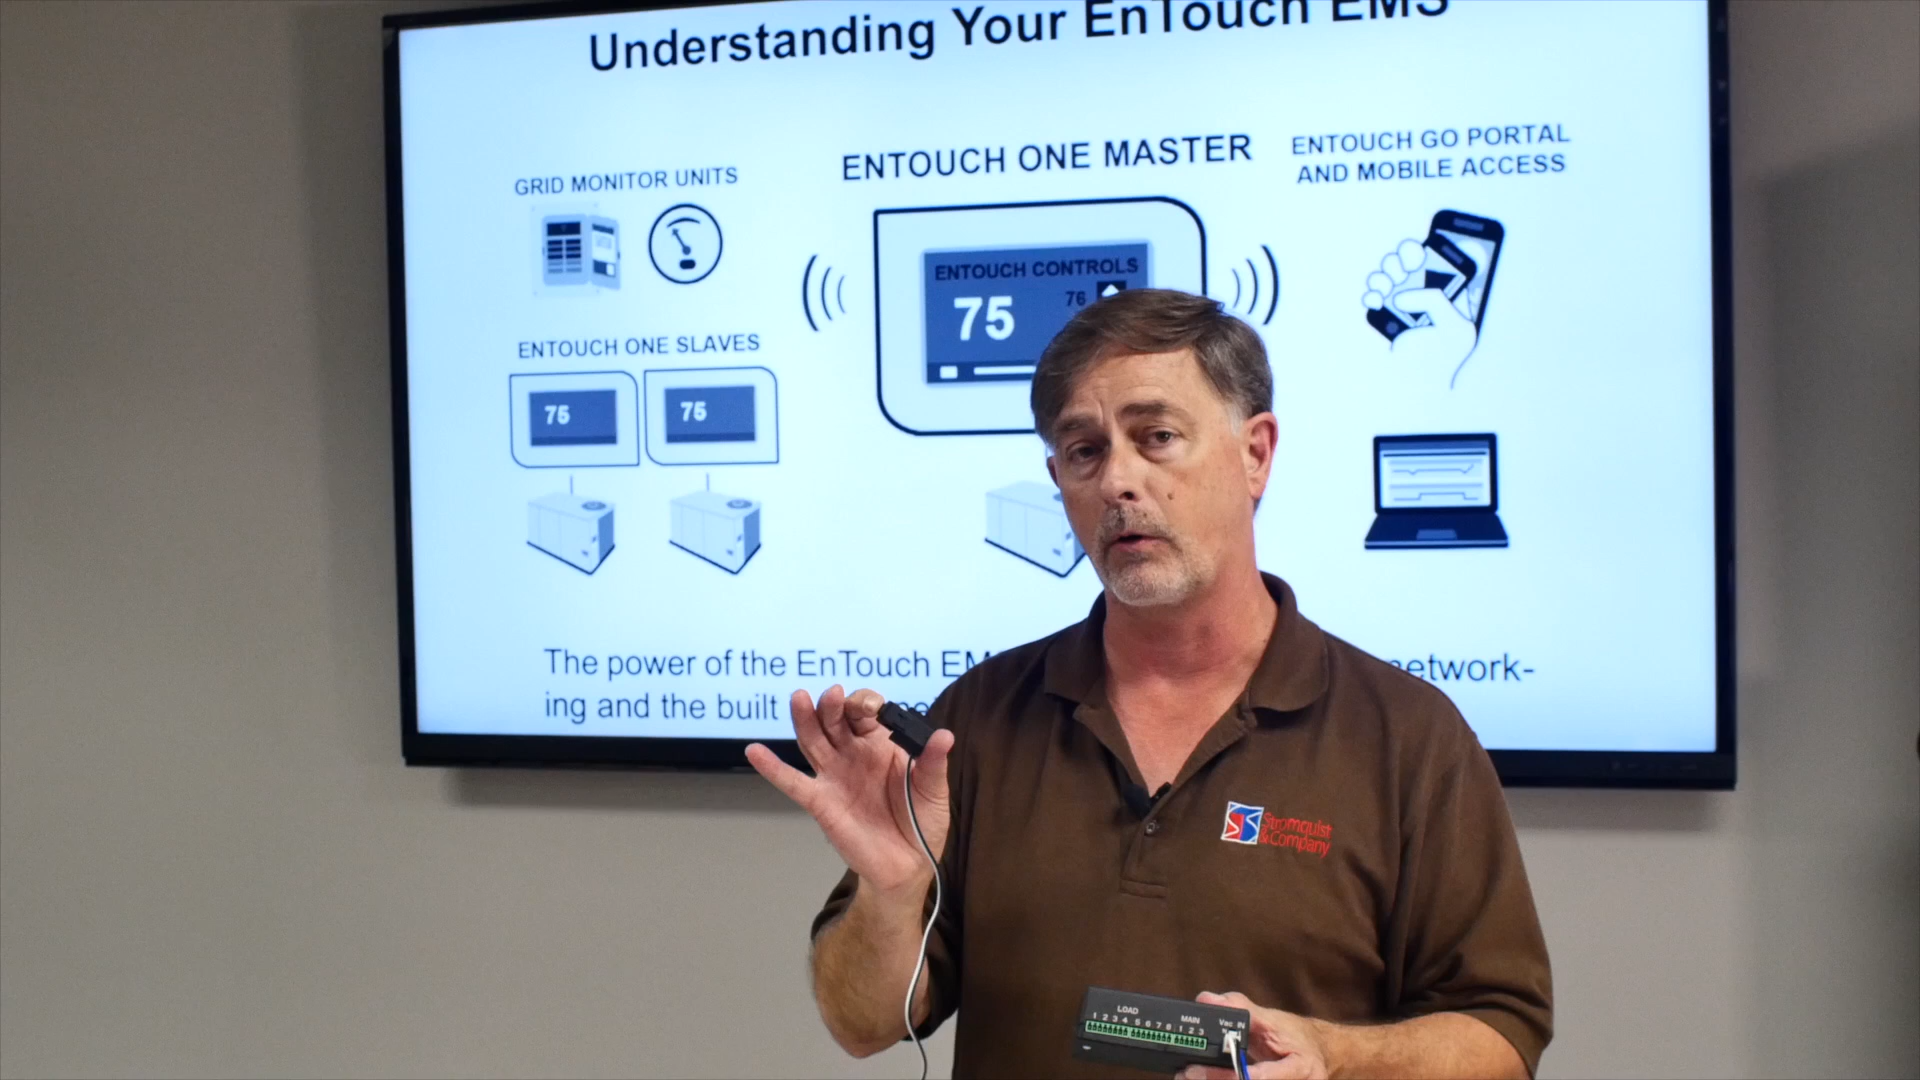 Understanding Your EnTouch EMS
GRID MONITOR UNITS
ENTOUCH ONE MASTER
ENTOUCH GO PORTAL
AND MOBILE ACCESS
ENTOUCH CONTROLS
75
76
ENTOUCH ONE SLAVES
75
75
The power of the EnTouch EM
network-
ing and the built
Stromquist
& Company
LOAD
MAIN
Vac IN
1 2 3 4 5 6 7 8
1 2 3